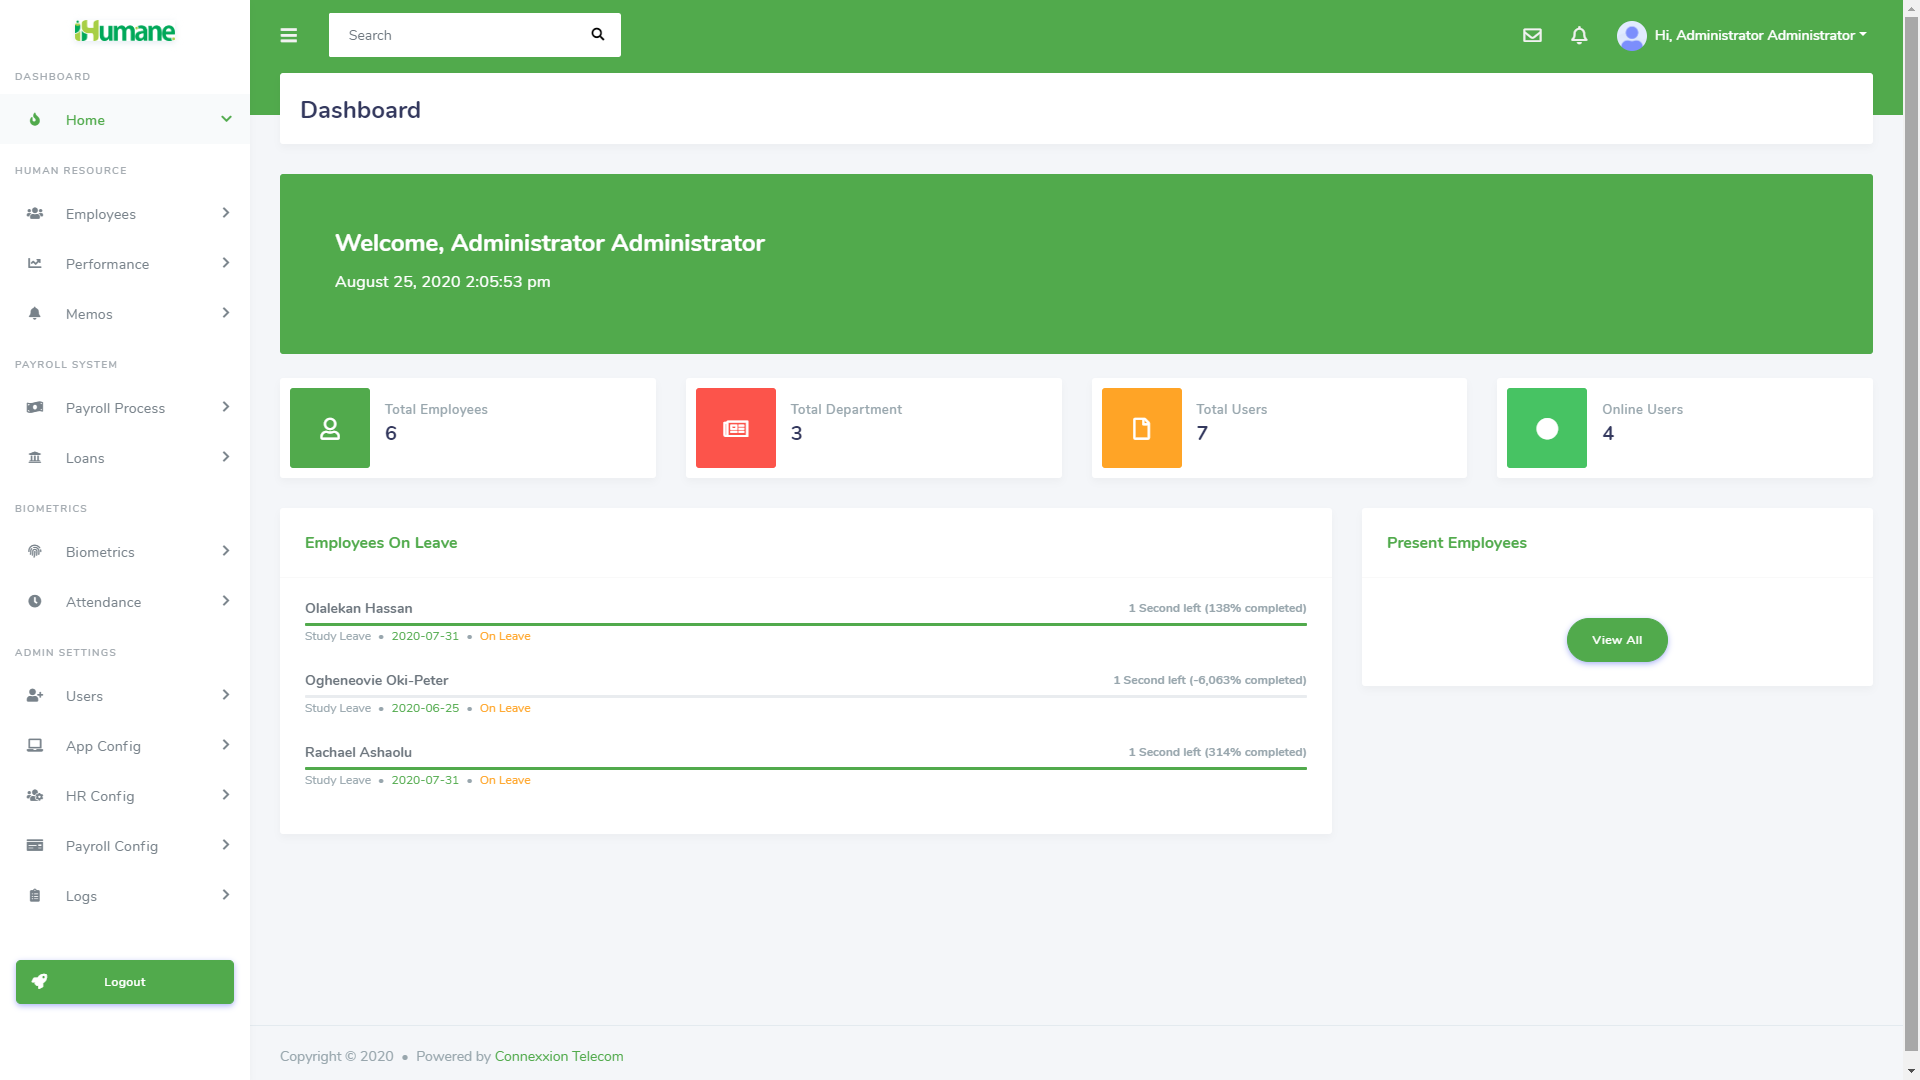 iHumane
DASHBOARD
Home
HUMAN RESOURCE
Employees
Performance
Memos
PAYROLL SYSTEM
Payroll Process
Loans
BIOMETRICS
Biometrics
Attendance
ADMIN SETTINGS
Users
App Config
HR Config
Payroll Config
Logs
Logout
Search
Hi, Administrator Administrator
Dashboard
Welcome, Administrator Administrator
August 25, 2020 2:05:53 pm
Total Employees
6
Total Department
3
Total Users
7
Online Users
4
Employees On Leave
Olalekan Hassan 1 Second left (138% completed)
Study Leave • 2020-07-31 • On Leave
Ogheneovie Oki-Peter 1 Second left (-6,063% completed)
Study Leave • 2020-06-25 • On Leave
Rachael Ashaolu 1 Second left (314% completed)
Study Leave • 2020-07-31 • On Leave
Present Employees
View All
Copyright © 2020 • Powered by Connexxion Telecom